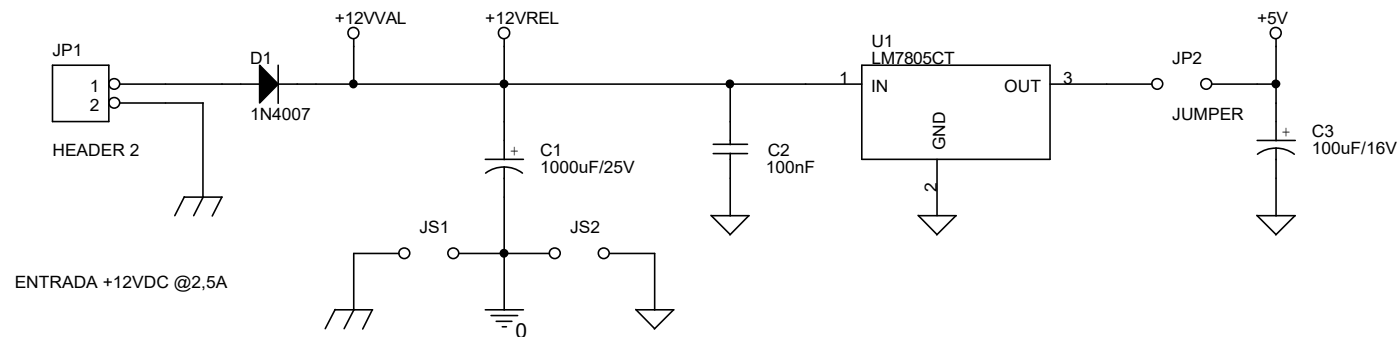 +12VVAL
+12VREL
+5V
JP1
D1
U1
LM7805CT
JP2
1
2
1N4007
1
IN
OUT
3
GND
2
JUMPER
HEADER 2
C1
1000uF/25V
+
C2
100nF
+
C3
100uF/16V
JS1
JS2
ENTRADA +12VDC @2,5A
0